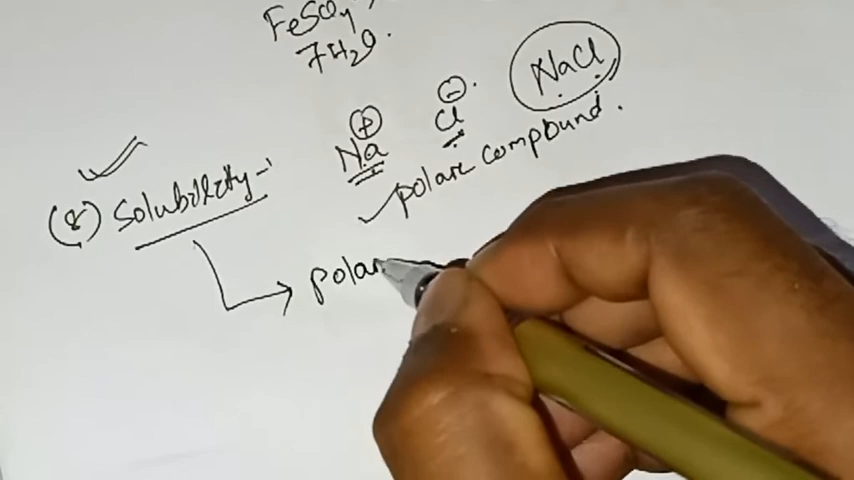 FeSO4
7H2O.
⊕ ⊖
Na Cl NaCl
polar compound.
(8) Solubility-
→ polar